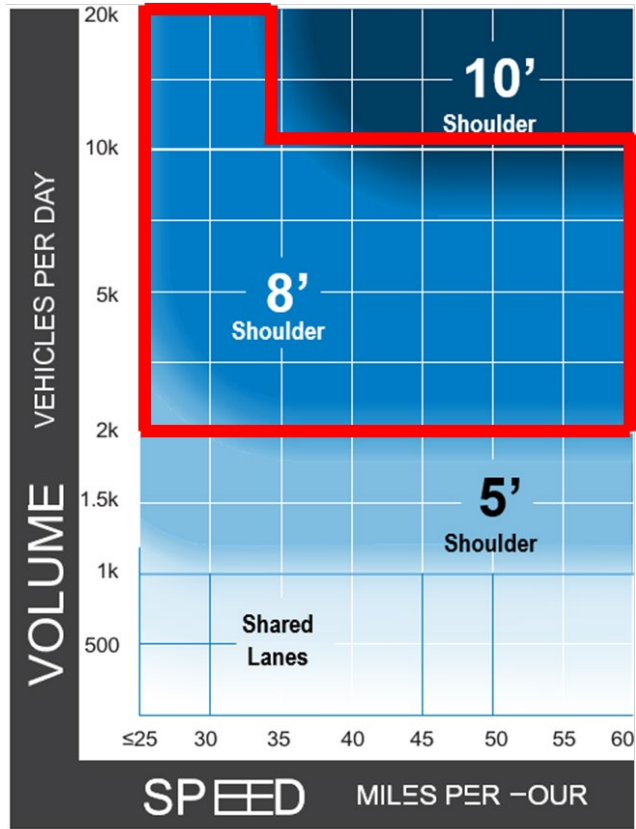 20k
10'
Shoulder
10k
8'
Shoulder
5k
2k
5'
Shoulder
1.5k
1k
Shared
Lanes
500
≤25 30 35 40 45 50 55 60
VOLUME VEHICLES PER DAY
SPEED MILES PER −OUR